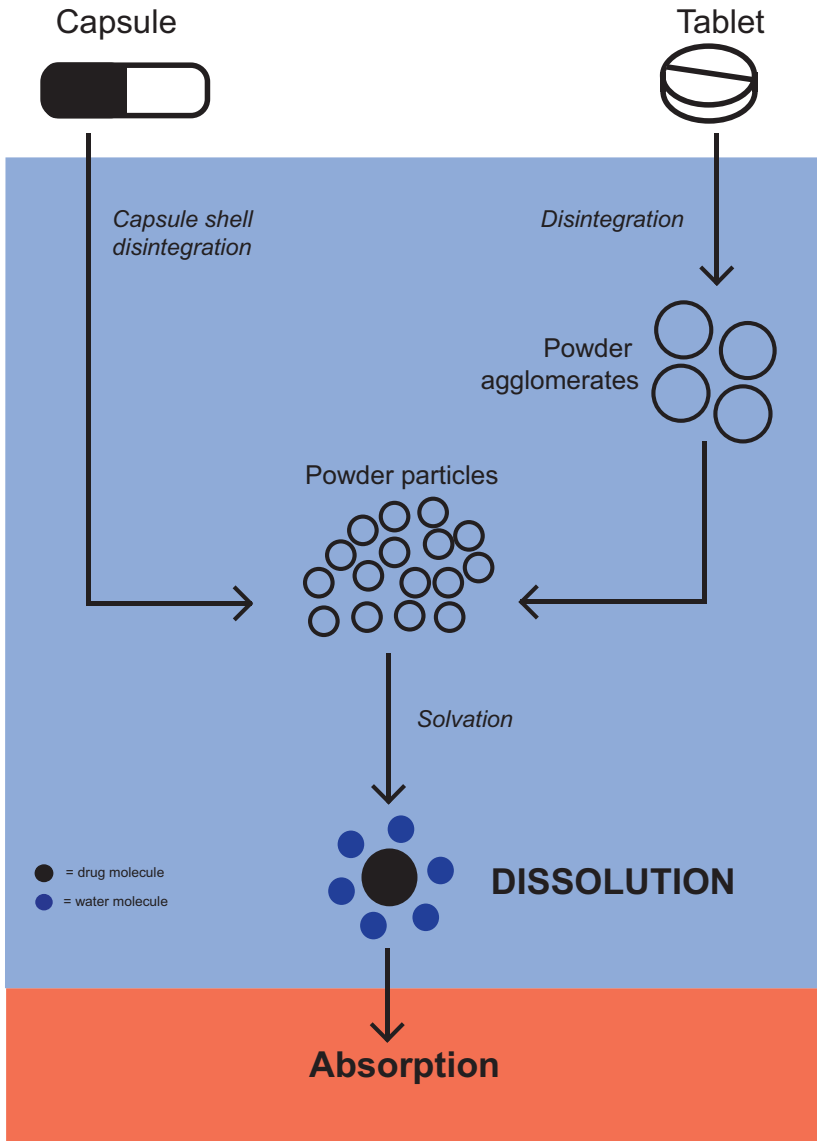 Capsule
Tablet
Capsule shell
disintegration
Disintegration
Powder
agglomerates
Powder particles
Solvation
= drug molecule
= water molecule
DISSOLUTION
Absorption